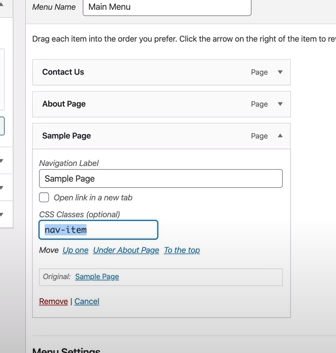 Menu Name Main Menu
Drag each item into the order you prefer. Click the arrow on the right of the item to
Contact Us Page
About Page Page
Sample Page Page
Navigation Label
Sample Page
Open link in a new tab
CSS Classes (optional)
nav-item
Move Up one Under About Page To the top
Original: Sample Page
Remove | Cancel
Menu Settings